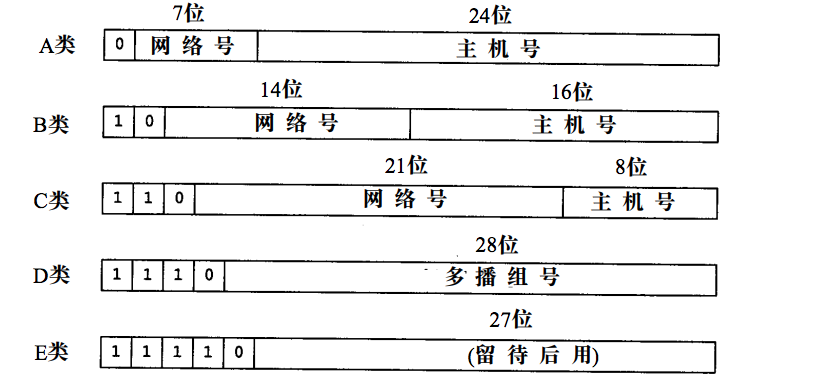 7位 24位
A类 0 网络号 主机号
14位 16位
B类 1 0 网络号 主机号
21位 8位
C类 1 1 0 网络号 主机号
28位
D类 1 1 1 0 多播组号
27位
E类 1 1 1 1 0 (留待后用)